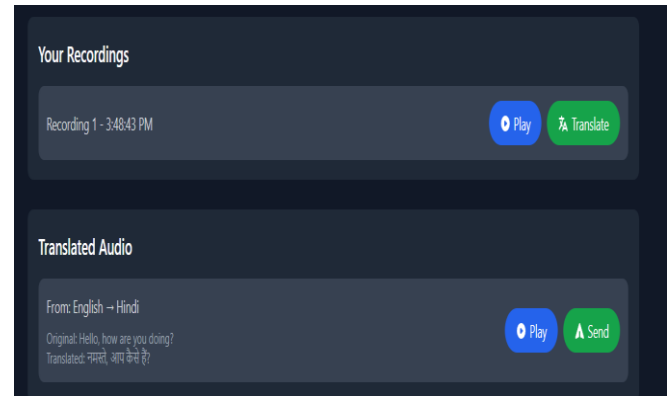 Your Recordings
Recording 1 - 3:48:43 PM
Play
Translate
Translated Audio
From: English → Hindi
Original: Hello, how are you doing?
Translated: नमस्ते, आप कैसे हैं?
Play
Send